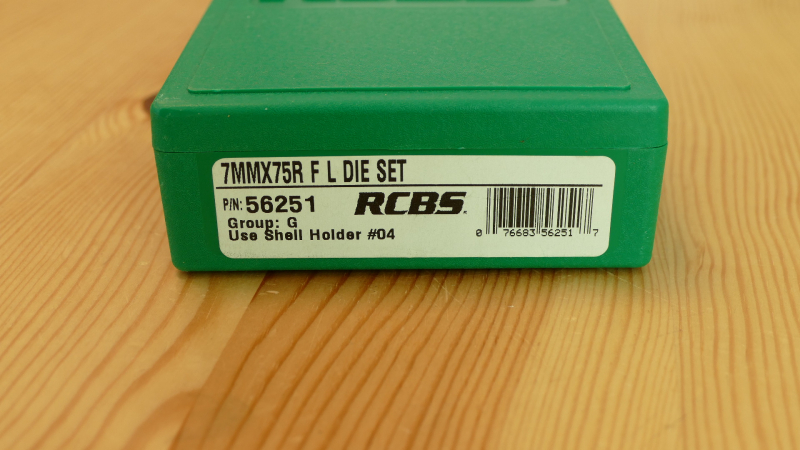 7MMX75R F L DIE SET
P/N: 56251
RCBS.
Group: G
Use Shell Holder #04
0 76683 56251 7